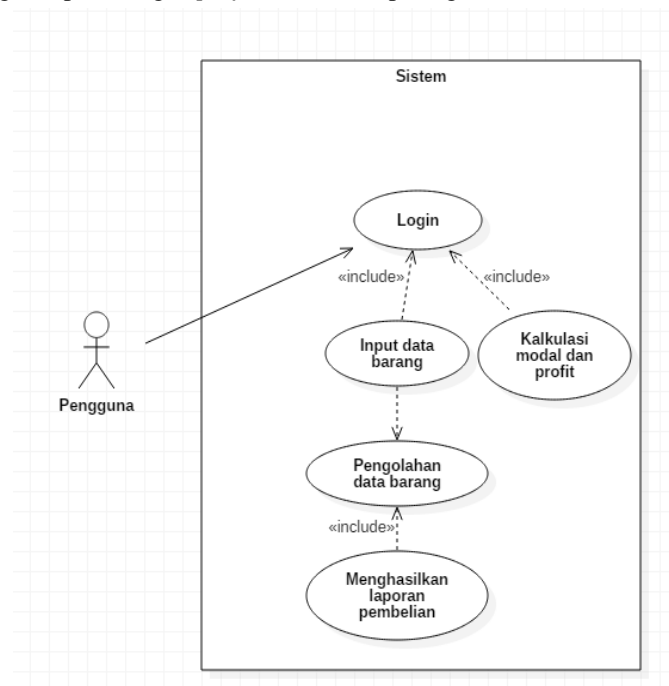 Sistem
Login
«include»
«include»
Input data
barang
Kalkulasi
modal dan
profit
Pengguna
Pengolahan
data barang
«include»
Menghasilkan
laporan
pembelian